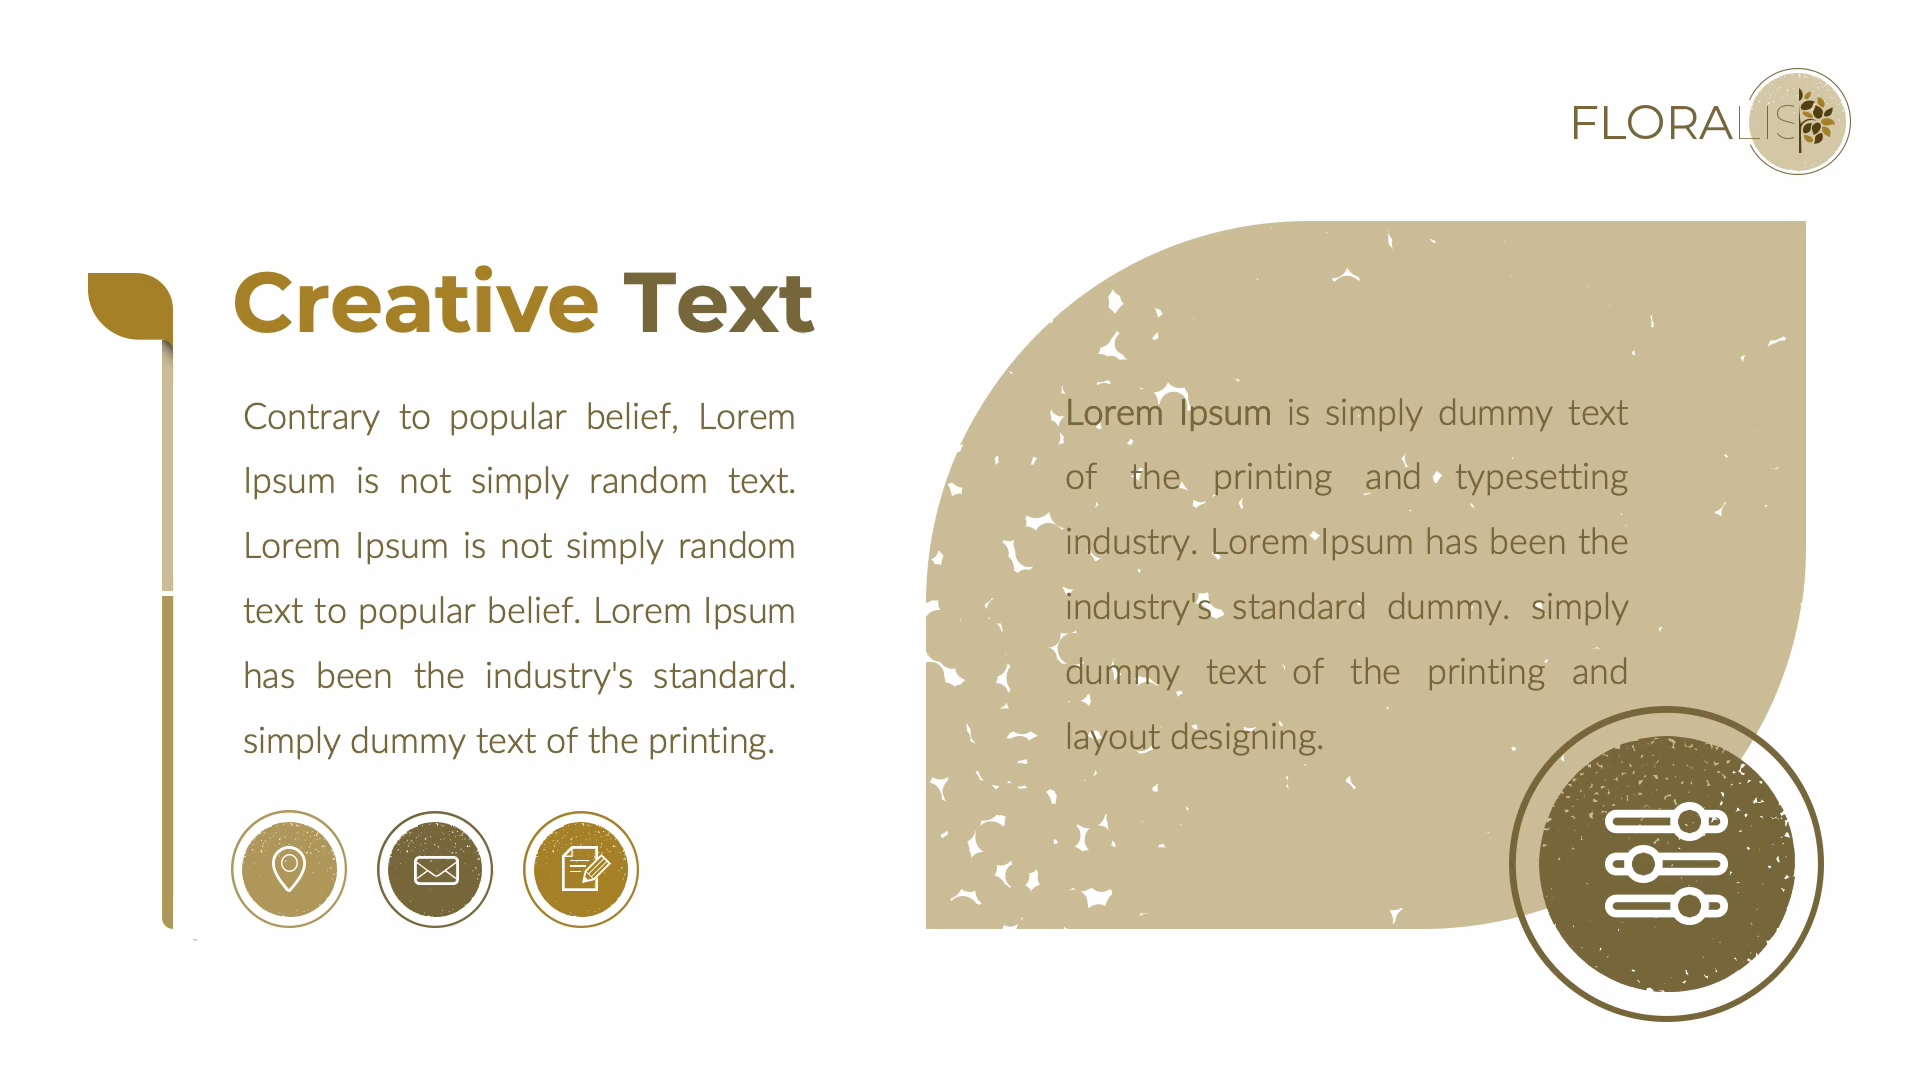 FLORALIS
Creative Text
Contrary to popular belief, Lorem
Ipsum is not simply random text.
Lorem Ipsum is not simply random
text to popular belief. Lorem Ipsum
has been the industry's standard.
simply dummy text of the printing.
Lorem Ipsum is simply dummy text
of the printing and typesetting
industry. Lorem Ipsum has been the
industry's standard dummy. simply
dummy text of the printing and
layout designing.